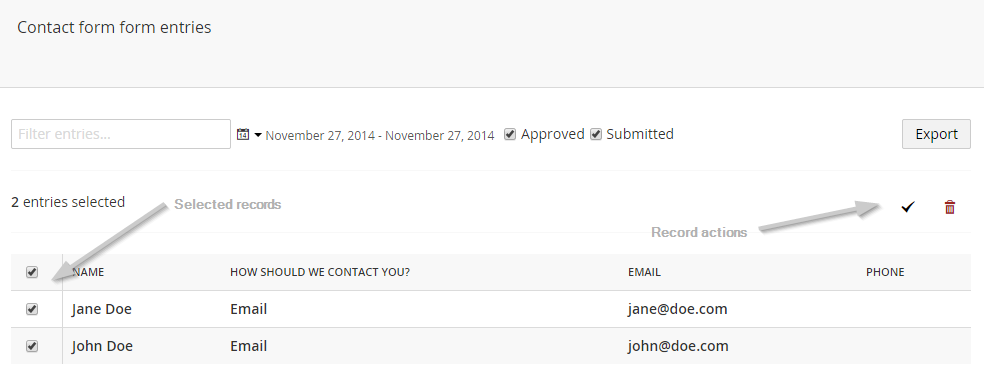 Contact form form entries
Filter entries...
14 November 27, 2014 - November 27, 2014 Approved Submitted Export
2 entries selected Selected records
Record actions
NAME HOW SHOULD WE CONTACT YOU? EMAIL PHONE
Jane Doe Email jane@doe.com
John Doe Email john@doe.com